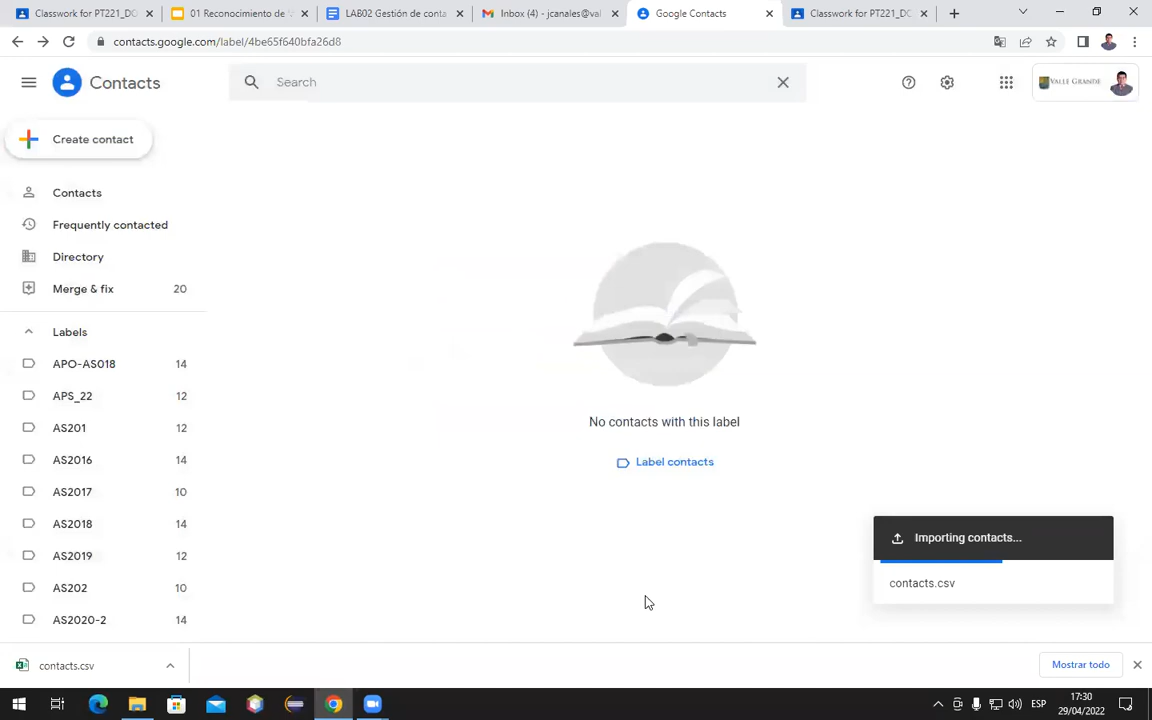 Classwork for PT221_DC
01 Reconocimiento de
LAB02 Gestión de conta
Inbox (4) - jcanales@val
Google Contacts
Classwork for PT221_DC
contacts.google.com/label/4be65f640bfa26d8
Contacts
Search
VALLE GRANDE
Create contact
Contacts
Frequently contacted
Directory
Merge & fix 20
Labels
APO-AS018 14
APS_22 12
AS201 12
AS2016 14
AS2017 10
AS2018 14
AS2019 12
AS202 10
AS2020-2 14
No contacts with this label
Label contacts
Importing contacts...
contacts.csv
contacts.csv
Mostrar todo
ESP
17:30
29/04/2022